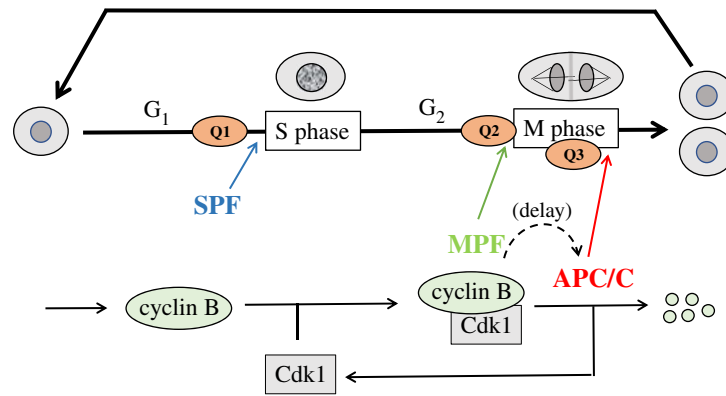 G1
Q1
S phase
G2
Q2
M phase
Q3
SPF
MPF
(delay)
APC/C
cyclin B
cyclin B
Cdk1
Cdk1